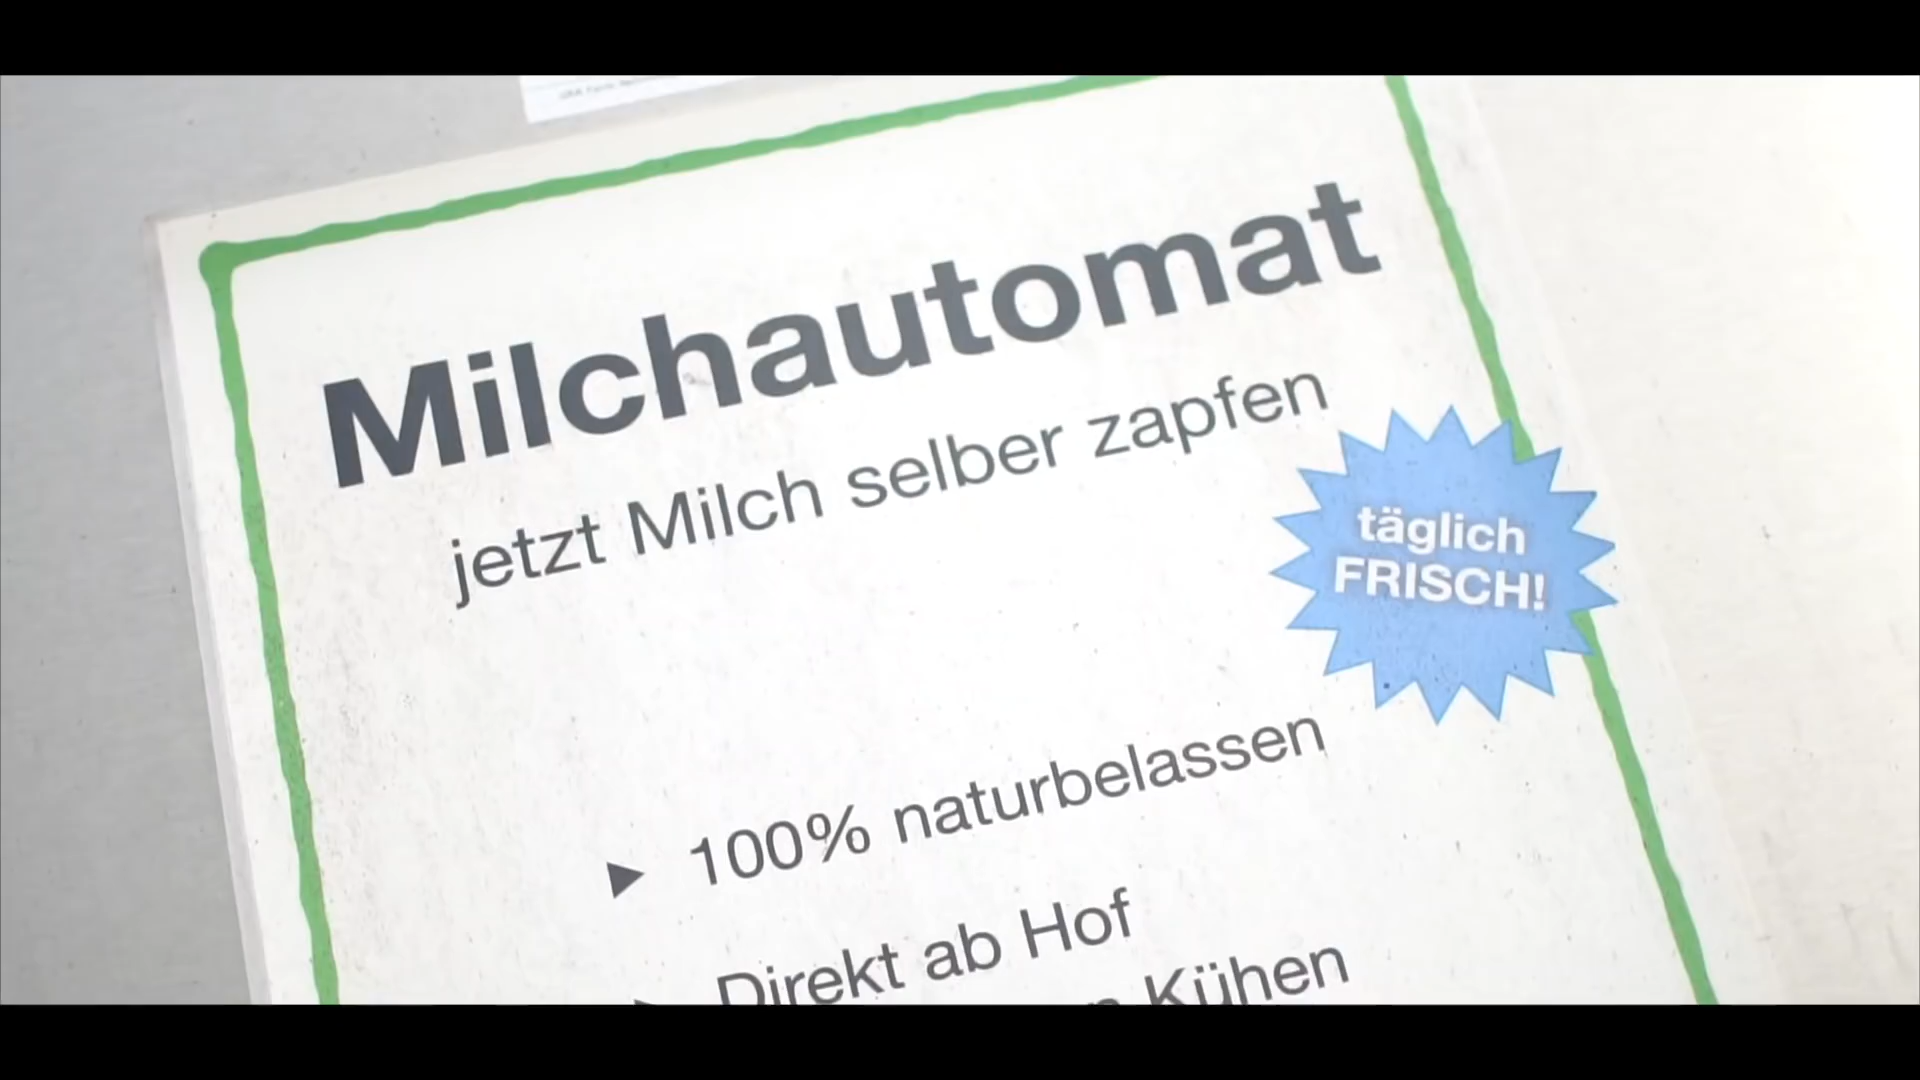 Milchautomat
jetzt Milch selber zapfen
täglich
FRISCH!
► 100% naturbelassen
Direkt ab Hof
Kühen